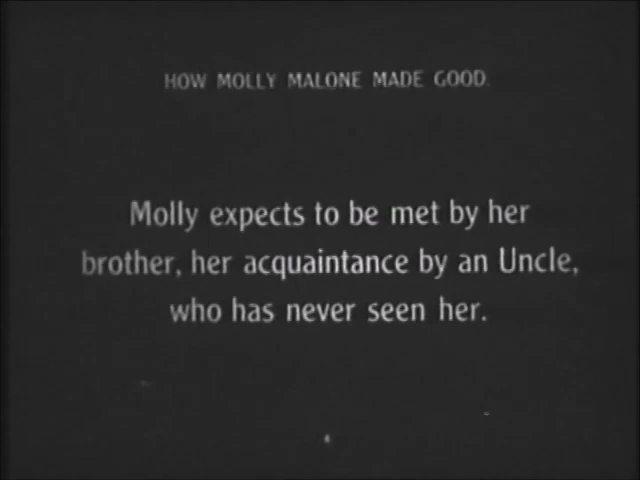 HOW MOLLY MALONE MADE GOOD.
Molly expects to be met by her
brother, her acquaintance by an Uncle,
who has never seen her.